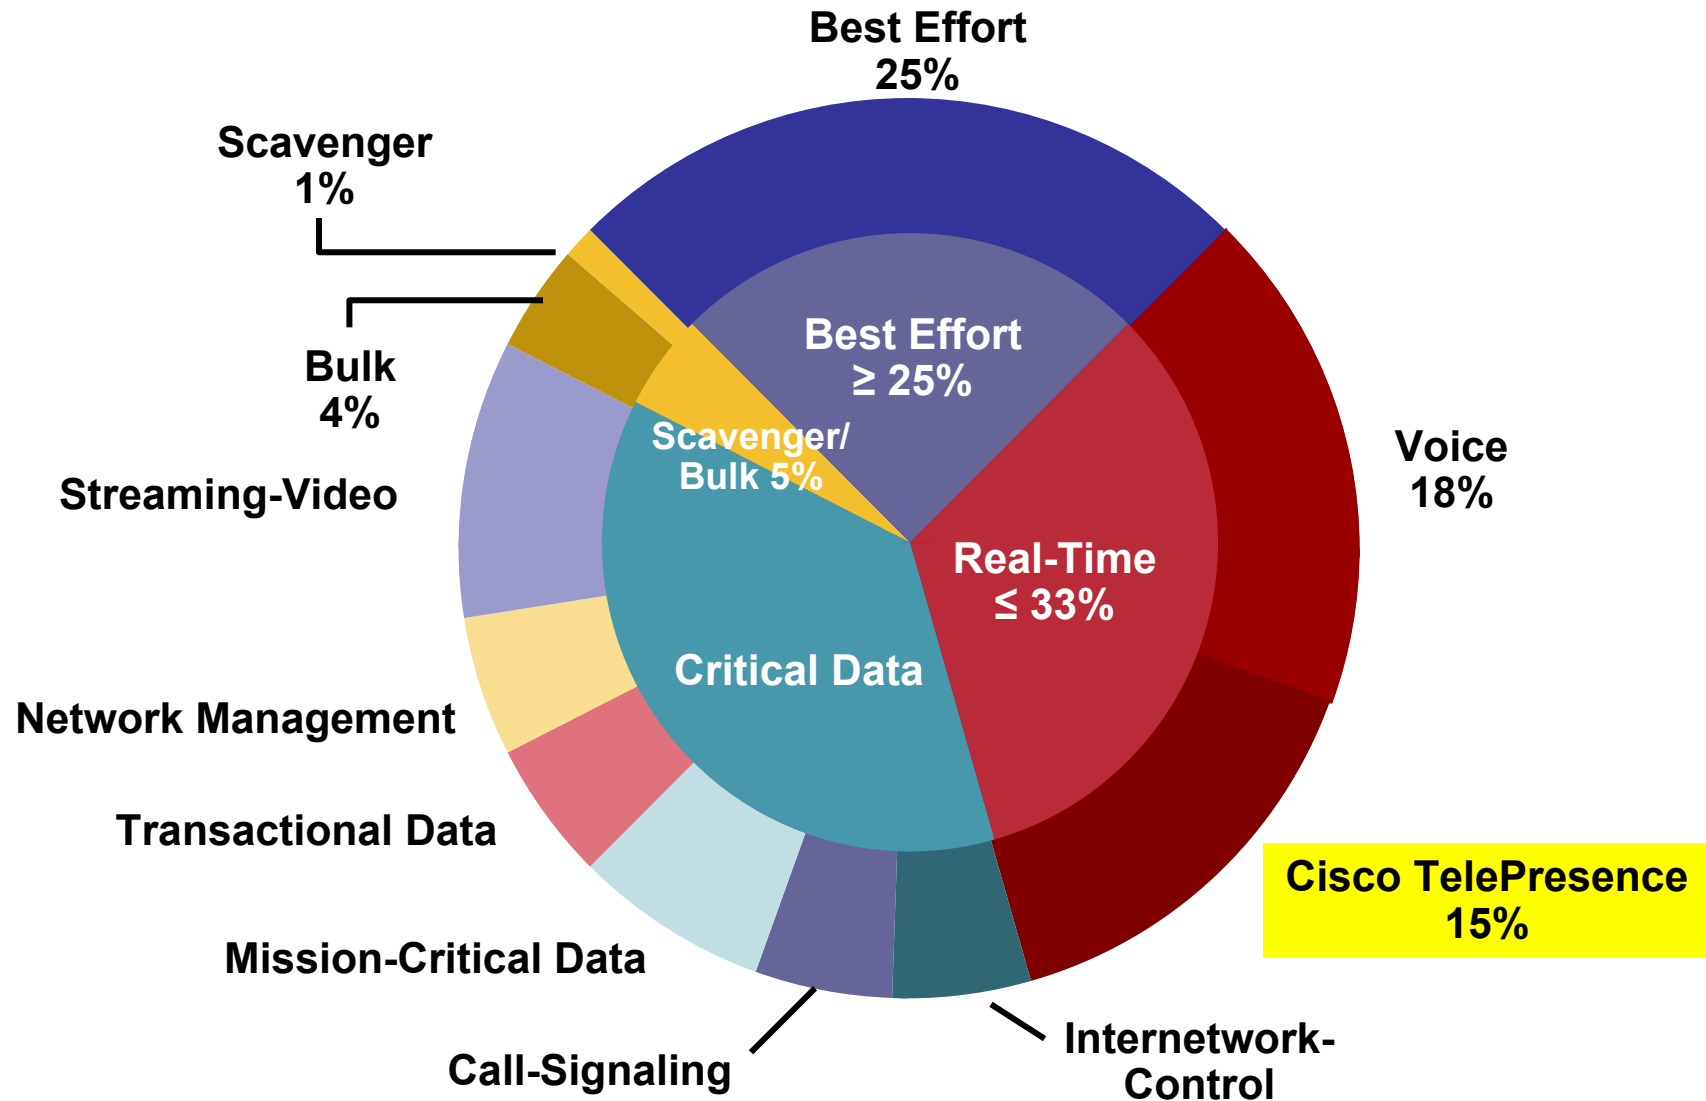 Best Effort
25%
Scavenger
1%
Bulk
4%
Streaming-Video
Network Management
Transactional Data
Mission-Critical Data
Call-Signaling
Internetwork-
Control
Cisco TelePresence
15%
Voice
18%
Best Effort
≥ 25%
Scavenger/
Bulk 5%
Real-Time
≤ 33%
Critical Data